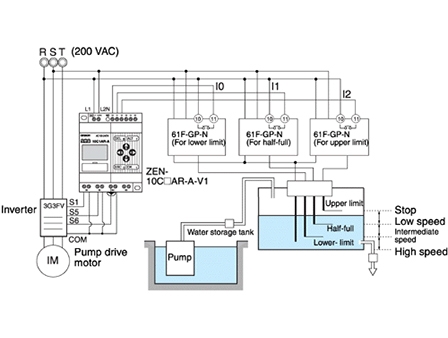 R S T (200 VAC)
L1 L2N
I0
I1
I2
10 11
10 11
10 11
61F-GP-N
(For lower limit)
61F-GP-N
(For half-full)
61F-GP-N
(For upper limit)
ZEN-
10C□AR-A-V1
Inverter
3G3FV
S1
S5
S6
COM
IM
Pump drive
motor
Pump
Water storage tank
Upper limit
Half-full
Lower- limit
Stop
Low speed
Intermediate
speed
High speed